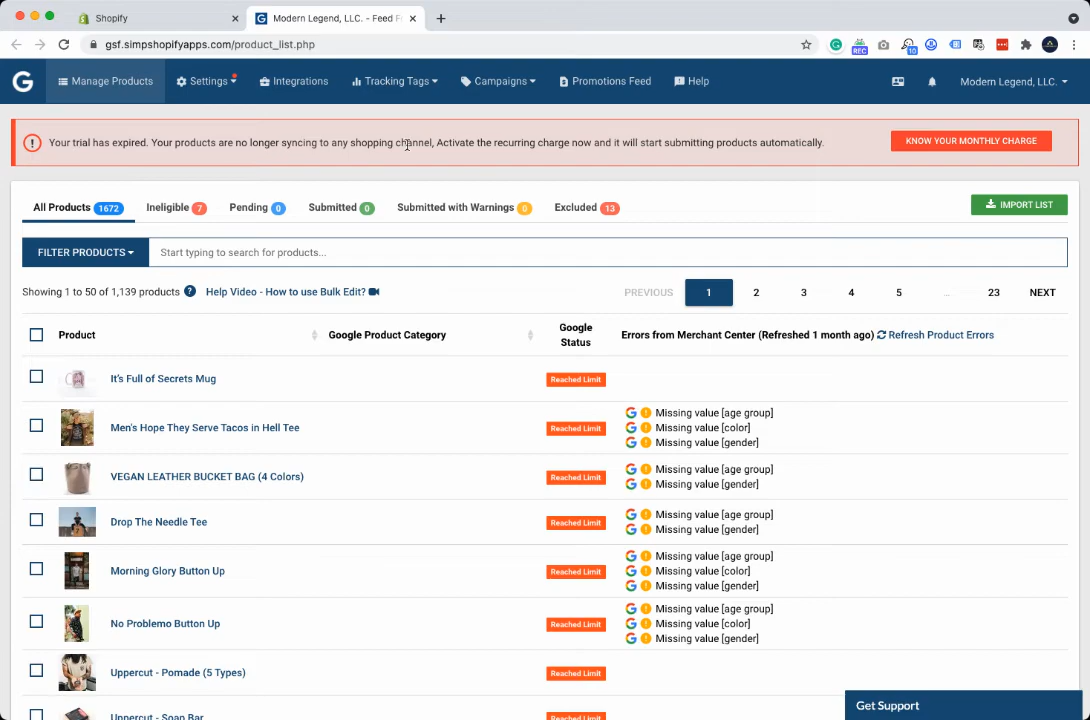 Shopify
Modern Legend, LLC. - Feed F
gsf.simpshopifyapps.com/product_list.php
REC
10
Manage Products
Settings
Integrations
Tracking Tags
Campaigns
Promotions Feed
Help
Modern Legend, LLC.
Your trial has expired. Your products are no longer syncing to any shopping channel, Activate the recurring charge now and it will start submitting products automatically.
KNOW YOUR MONTHLY CHARGE
All Products 1672
Ineligible 7
Pending 0
Submitted 0
Submitted with Warnings 0
Excluded 13
IMPORT LIST
FILTER PRODUCTS
Start typing to search for products...
Showing 1 to 50 of 1,139 products
Help Video - How to use Bulk Edit?
PREVIOUS 1 2 3 4 5 ... 23 NEXT
Product
Google Product Category
Google
Status
Errors from Merchant Center (Refreshed 1 month ago) Refresh Product Errors
It's Full of Secrets Mug
Reached Limit
Men's Hope They Serve Tacos in Hell Tee
Reached Limit
Missing value [age group]
Missing value [color]
Missing value [gender]
VEGAN LEATHER BUCKET BAG (4 Colors)
Reached Limit
Missing value [age group]
Missing value [gender]
Drop The Needle Tee
Reached Limit
Missing value [age group]
Missing value [gender]
Morning Glory Button Up
Reached Limit
Missing value [age group]
Missing value [color]
Missing value [gender]
No Problemo Button Up
Reached Limit
Missing value [age group]
Missing value [color]
Missing value [gender]
Uppercut - Pomade (5 Types)
Reached Limit
Uppercut - Soap Bar
Get Support